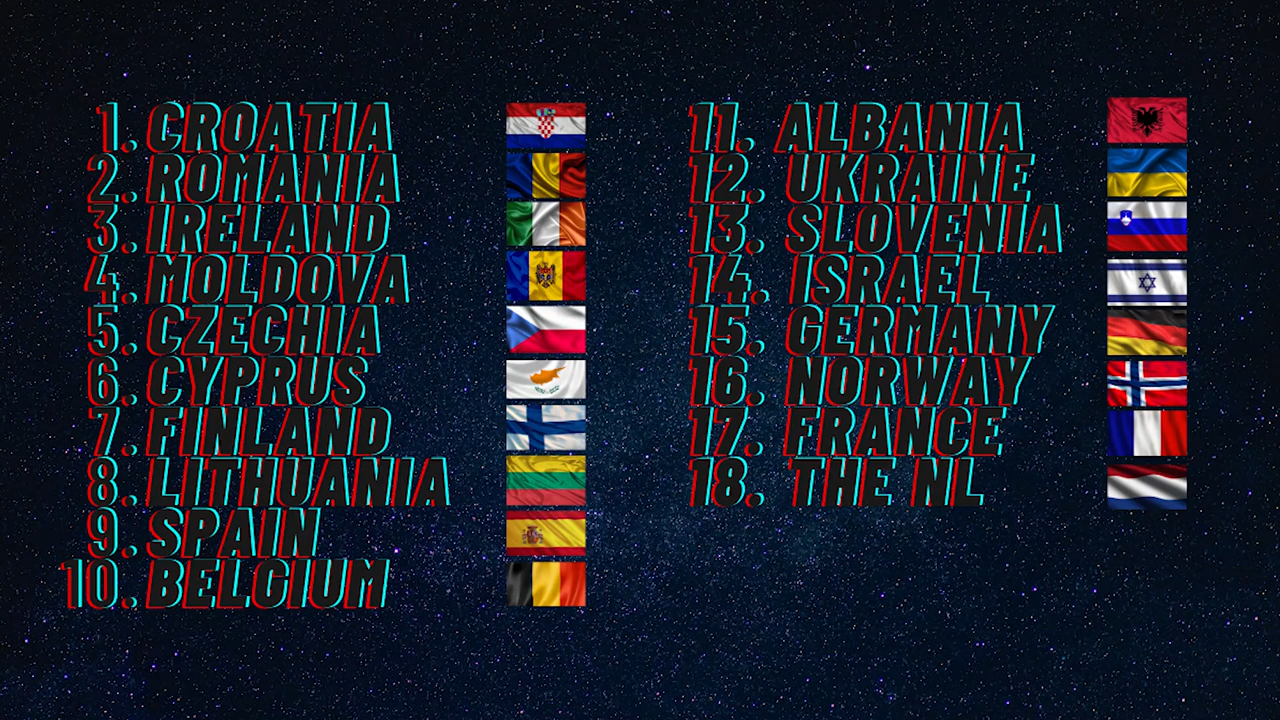 1. CROATIA
2. ROMANIA
3. IRELAND
4. MOLDOVA
5. CZECHIA
6. CYPRUS
7. FINLAND
8. LITHUANIA
9. SPAIN
10. BELGIUM
11. ALBANIA
12. UKRAINE
13. SLOVENIA
14. ISRAEL
15. GERMANY
16. NORWAY
17. FRANCE
18. THE NL